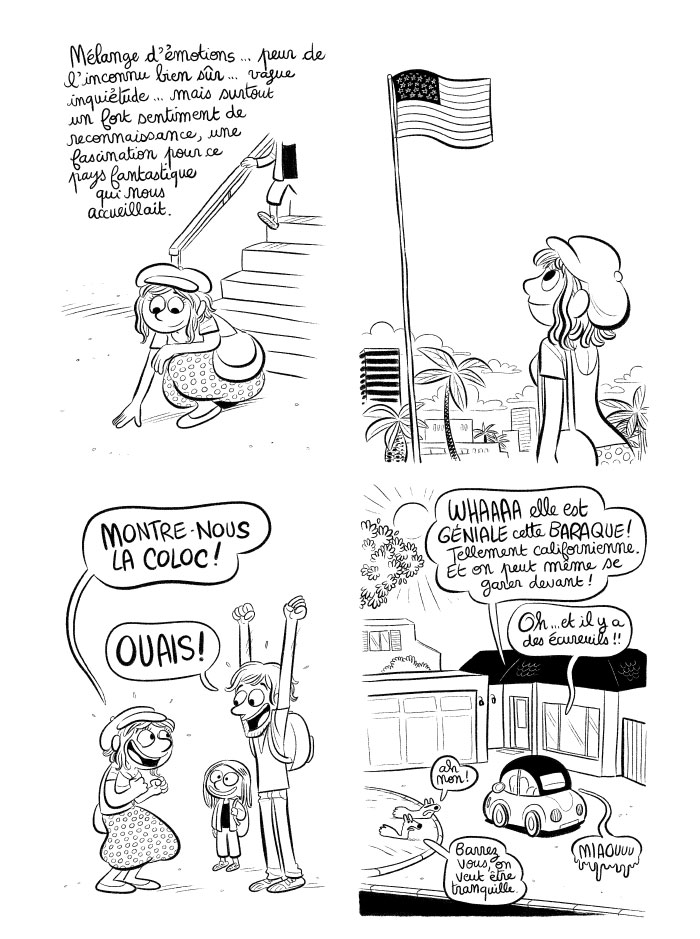 Mélange d'émotions... peur de
l'inconnu bien sûr... vague
inquiétude... mais surtout
un fort sentiment de
reconnaissance, une
fascination pour ce
pays fantastique
qui nous
accueillait.
MONTRE-NOUS
LA COLOC!
OUAIS!
WHAAAA elle est
GÉNIALE cette BARAQUE!
Tellement californienne.
Et on peut même se
garer devant!
Oh...et il y a
des écureuils!!
ah
non!
Barrez
vous, on
veut être
tranquille.
MIAOUUU